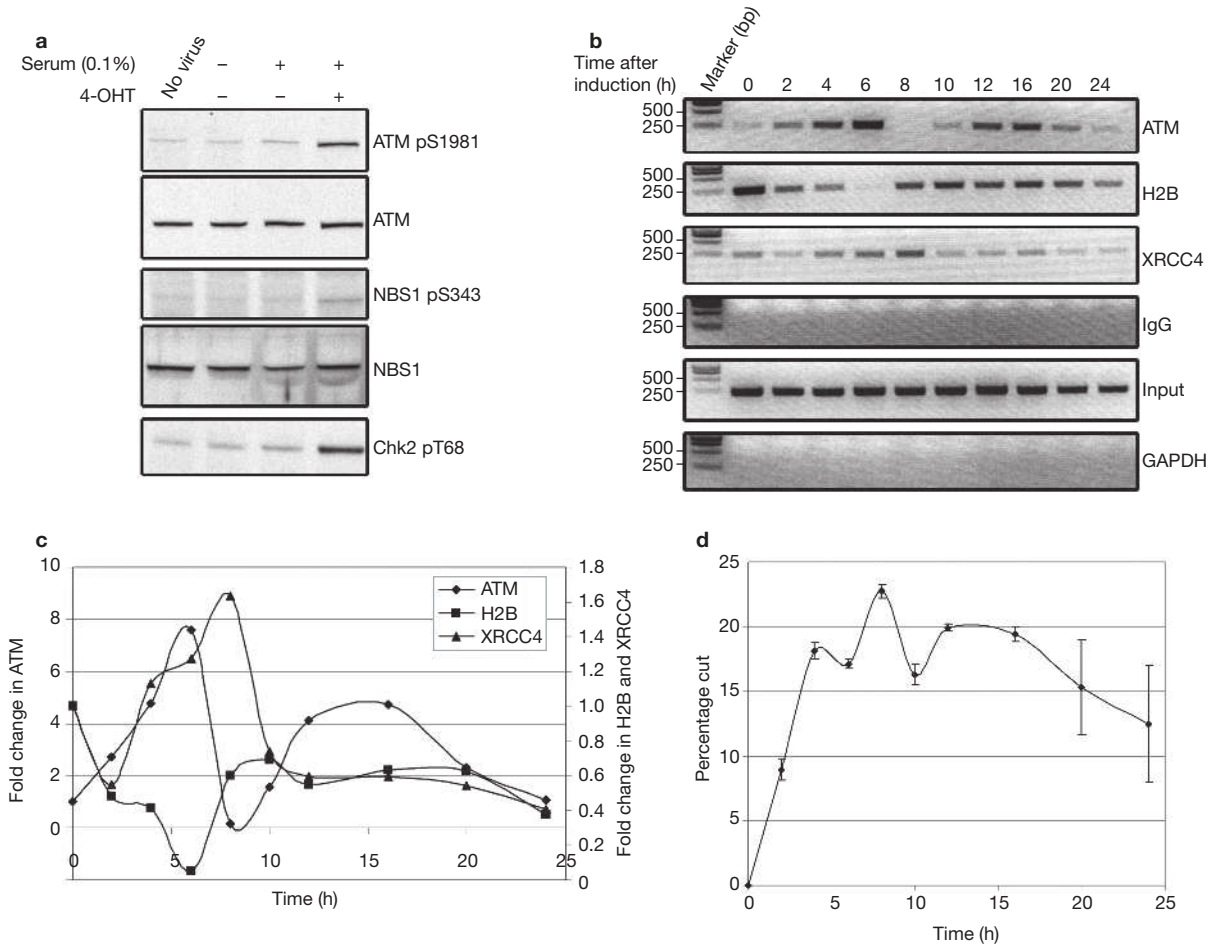 a
Serum (0.1%) No virus – + +
4-OHT – – +
ATM pS1981
ATM
NBS1 pS343
NBS1
Chk2 pT68
b
Time after induction (h) Marker (bp) 0 2 4 6 8 10 12 16 20 24
500
250
ATM
500
250
H2B
500
250
XRCC4
500
250
IgG
500
250
Input
500
250
GAPDH
c
Fold change in ATM
10
8
6
4
2
0
ATM
H2B
XRCC4
1.8
1.6
1.4
1.2
1.0
0.8
0.6
0.4
0.2
0
Fold change in H2B and XRCC4
0 5 10 15 20 25
Time (h)
d
Percentage cut
25
20
15
10
5
0
0 5 10 15 20 25
Time (h)